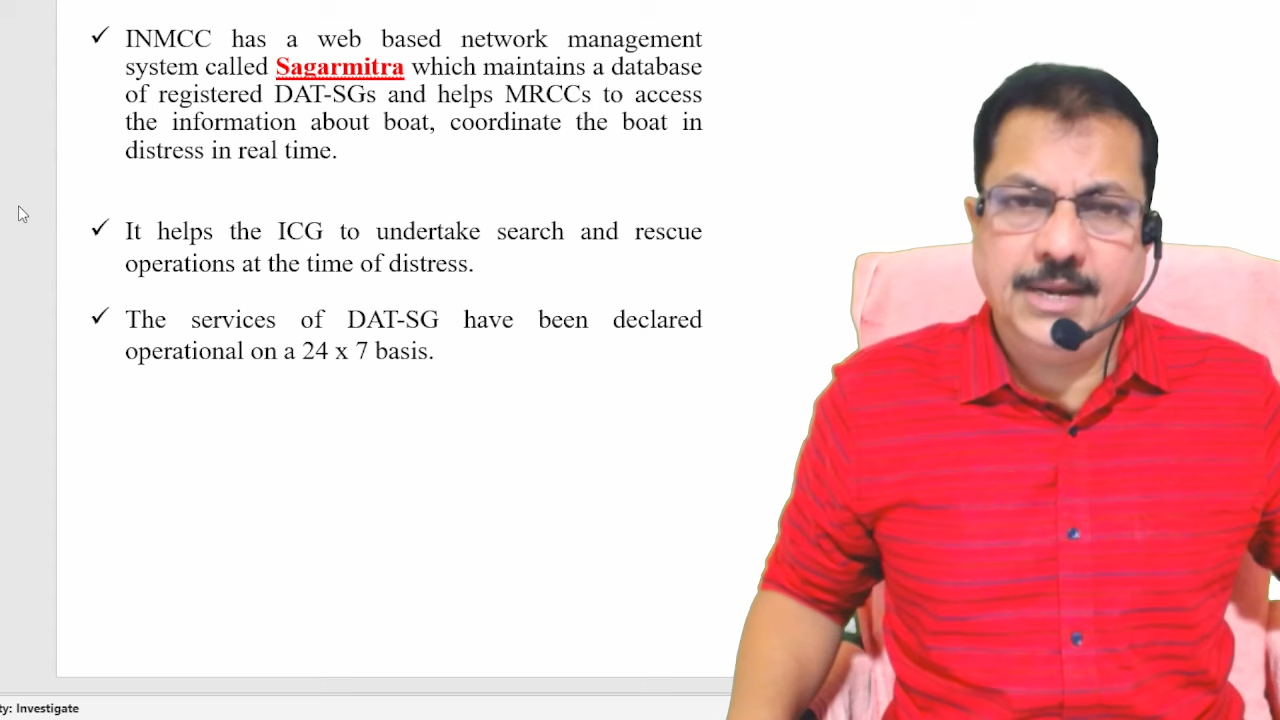 ✓ INMCC has a web based network management
system called Sagarmitra which maintains a database
of registered DAT-SGs and helps MRCCs to access
the information about boat, coordinate the boat in
distress in real time.
✓ It helps the ICG to undertake search and rescue
operations at the time of distress.
✓ The services of DAT-SG have been declared
operational on a 24 x 7 basis.
ty: Investigate